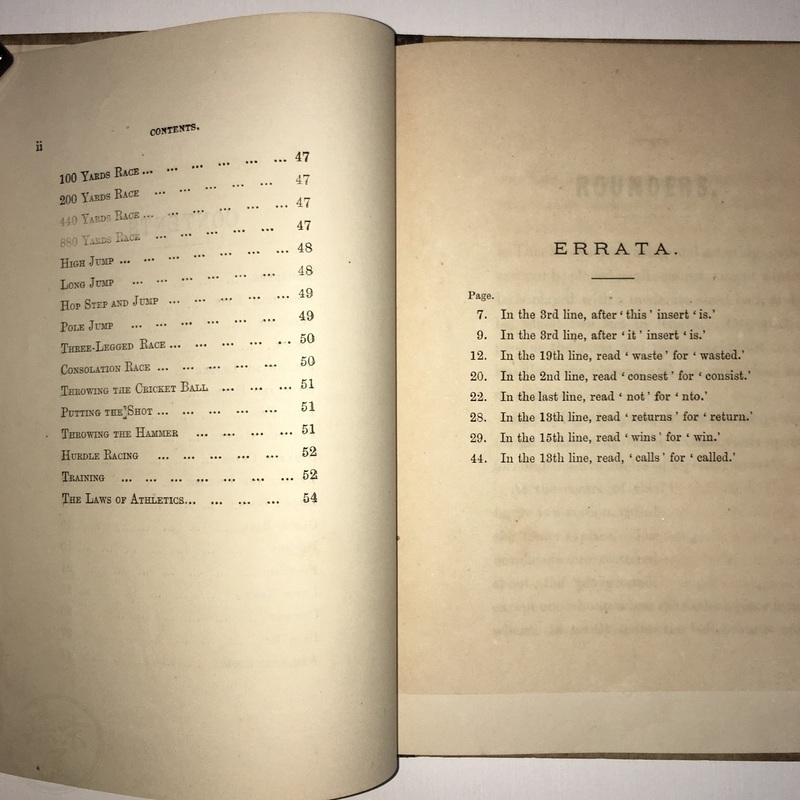 ii
CONTENTS.
100 YARDS RACE ... ... ... ... ... ... 47
200 YARDS RACE ... ... ... ... ... 47
440 YARDS RACE ... ... ... ... ... ... 47
880 YARDS RACE ... ... ... ... ... 47
HIGH JUMP ... ... ... ... ... ... ... 48
LONG JUMP ... ... ... ... ... ... 48
HOP STEP AND JUMP ... ... ... ... ... 49
POLE JUMP ... ... ... ... ... ... 49
THREE-LEGGED RACE ... ... ... ... ... ... 50
CONSOLATION RACE ... ... ... ... ... 50
THROWING THE CRICKET BALL ... ... ... ... 51
PUTTING THE SHOT ... ... ... ... ... 51
THROWING THE HAMMER ... ... ... ... ... 51
HURDLE RACING ... ... ... ... ... 52
TRAINING ... ... ... ... ... ... ... 52
THE LAWS OF ATHLETICS... ... ... ... 54
ROUNDERS.
ERRATA.
Page.
7. In the 3rd line, after ‘ this ’ insert ‘ is.’
9. In the 3rd line, after ‘ it ’ insert ‘ is.’
12. In the 19th line, read ‘ waste ’ for ‘ wasted.’
20. In the 2nd line, read ‘ consest ’ for ‘ consist.’
22. In the last line, read ‘ not ’ for ‘ nto.’
28. In the 13th line, read ‘ returns ’ for ‘ return.’
29. In the 15th line, read ‘ wins ’ for ‘ win.’
44. In the 13th line, read, ‘ calls ’ for ‘ called.’